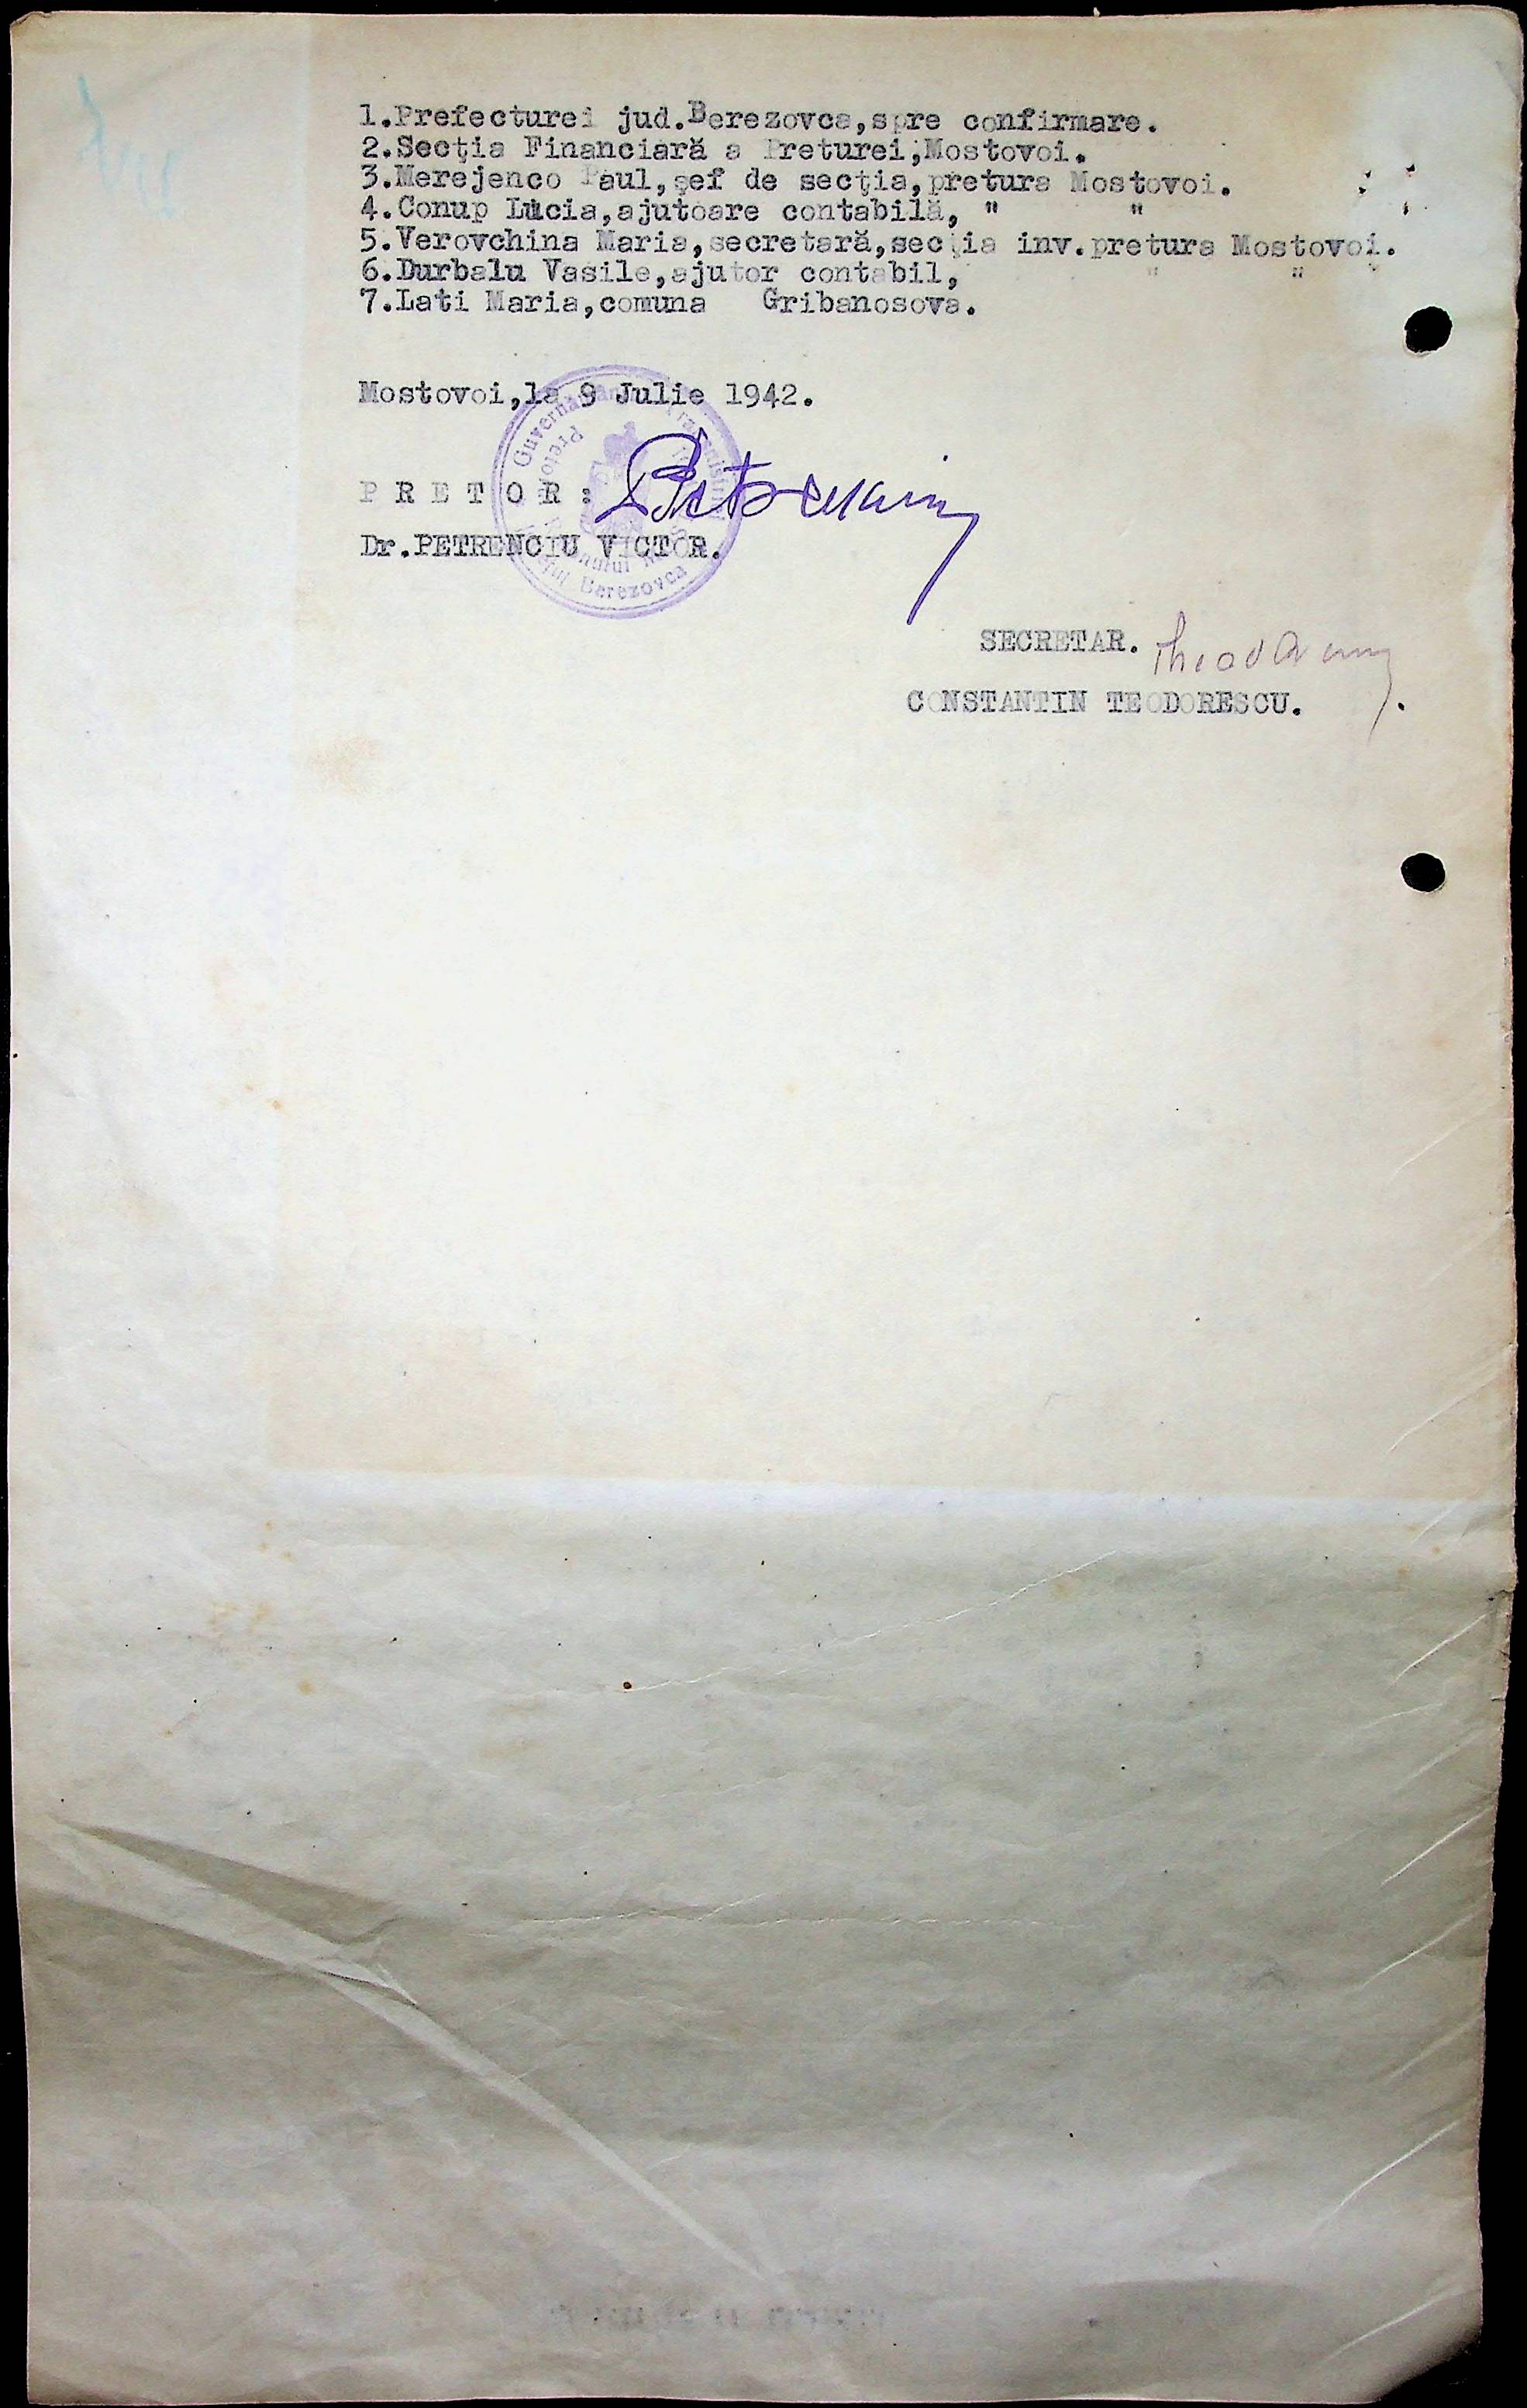 1.Prefecturei jud.Berezovca,spre confirmare.
2.Secţia Financiară a Preturei,Mostovoi.
3.Merejenco Paul,şef de secţia,pretura Mostovoi.
4.Conup Lucia,ajutoare contabilă, " "
5.Verovchina Maria,secretară,secţia inv.pretura Mostovoi.
6.Durbalu Vasile,ajutor contabil, " "
7.Lati Maria,comuna Gribanosova.
Mostovoi,la 9 Julie 1942.
PRETOR:
Dr.PETRENCIU VICTOR.
Berezovca
SECRETAR.
CONSTANTIN TEODORESCU.